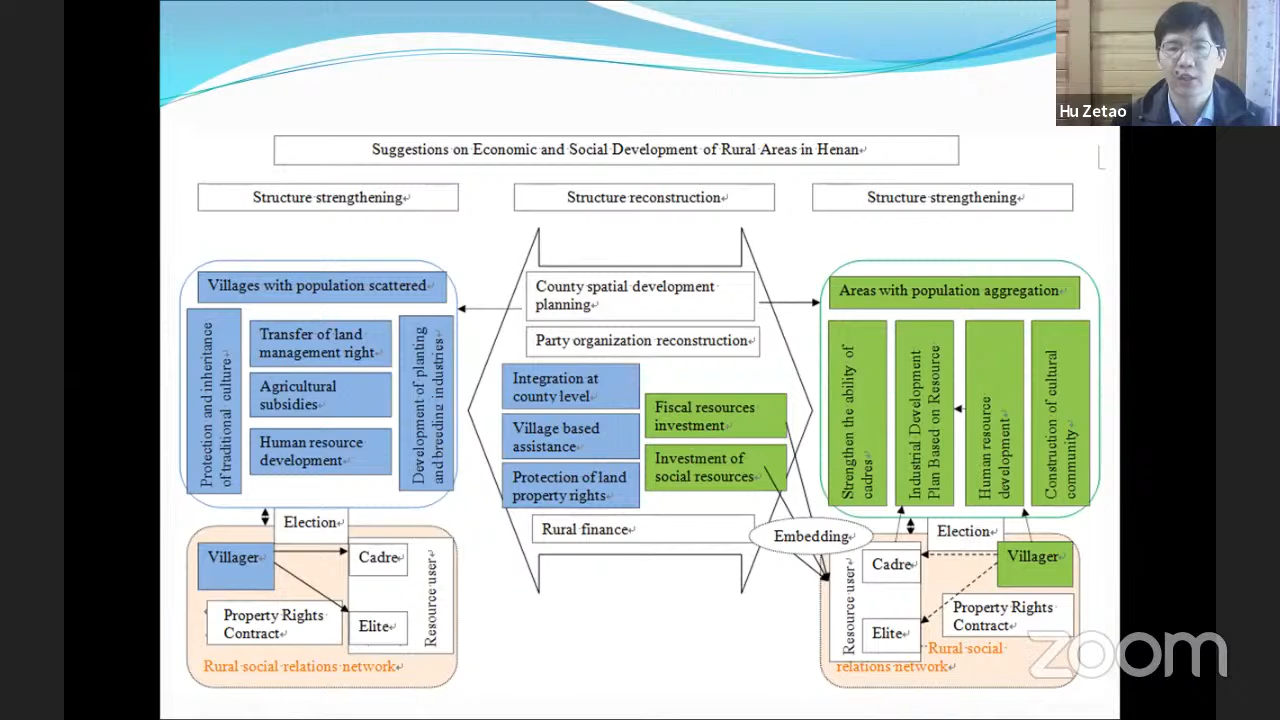 Hu Zetao
Suggestions on Economic and Social Development of Rural Areas in Henan
Structure strengthening
Structure reconstruction
Structure strengthening
Villages with population scattered
Protection and inheritance
of traditional culture
Transfer of land
management right
Agricultural
subsidies
Human resource
development
Development of planting
and breeding industries
County spatial development
planning
Party organization reconstruction
Integration at
county level
Village based
assistance
Protection of land
property rights
Fiscal resources
investment
Investment of
social resources
Rural finance
Embedding
Areas with population aggregation
Strengthen the ability of
cadres
Industrial Development
Plan Based on Resource
Human resource
development
Construction of cultural
community
Election
Villager
Cadre
Elite
Resource user
Property Rights
Contract
Rural social relations network
Election
Villager
Cadre
Elite
Resource user
Property Rights
Contract
Rural social
relations network
zoom